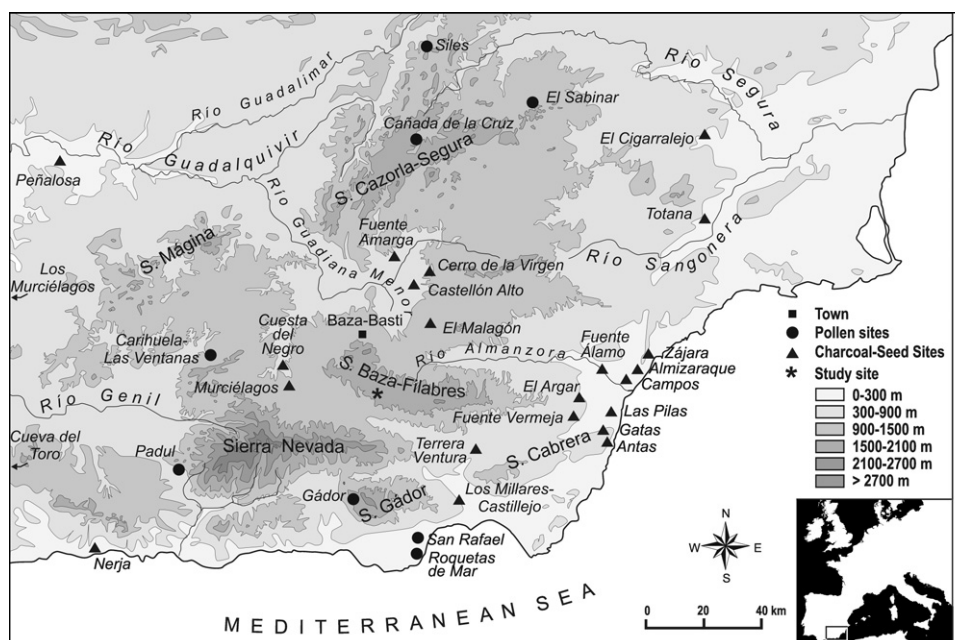 Siles
Río Guadalimar
Río Segura
El Sabinar
Cañada de la Cruz
El Cigarralejo
Río
Guadalquivir
Peñalosa
S. Cazorla-Segura
Río Guadiana Menor
Totana
Fuente
Amarga
S. Mágina
Río Sangonera
Cerro de la Virgen
Los
Murciélagos
Castellón Alto
Baza-Basti
El Malagón
Cuesta
del
Negro
Carihuela-
Las Ventanas
Río Almanzora
Fuente
Álamo
Zájara
Almizaraque
Campos
Murciélagos
S. Baza-Filabres
El Argar
Río Genil
Las Pilas
Fuente Vermeja
Gatas
Antas
Cueva del
Toro
Padul
Sierra Nevada
Terrera
Ventura
S. Cabrera
Gádor
S. Gádor
Los Millares-
Castillejo
San Rafael
Roquetas
de Mar
Nerja
MEDITERRANEAN SEA
Town
Pollen sites
Charcoal-Seed Sites
* Study site
0-300 m
300-900 m
900-1500 m
1500-2100 m
2100-2700 m
> 2700 m
N
W E
S
0 20 40 km